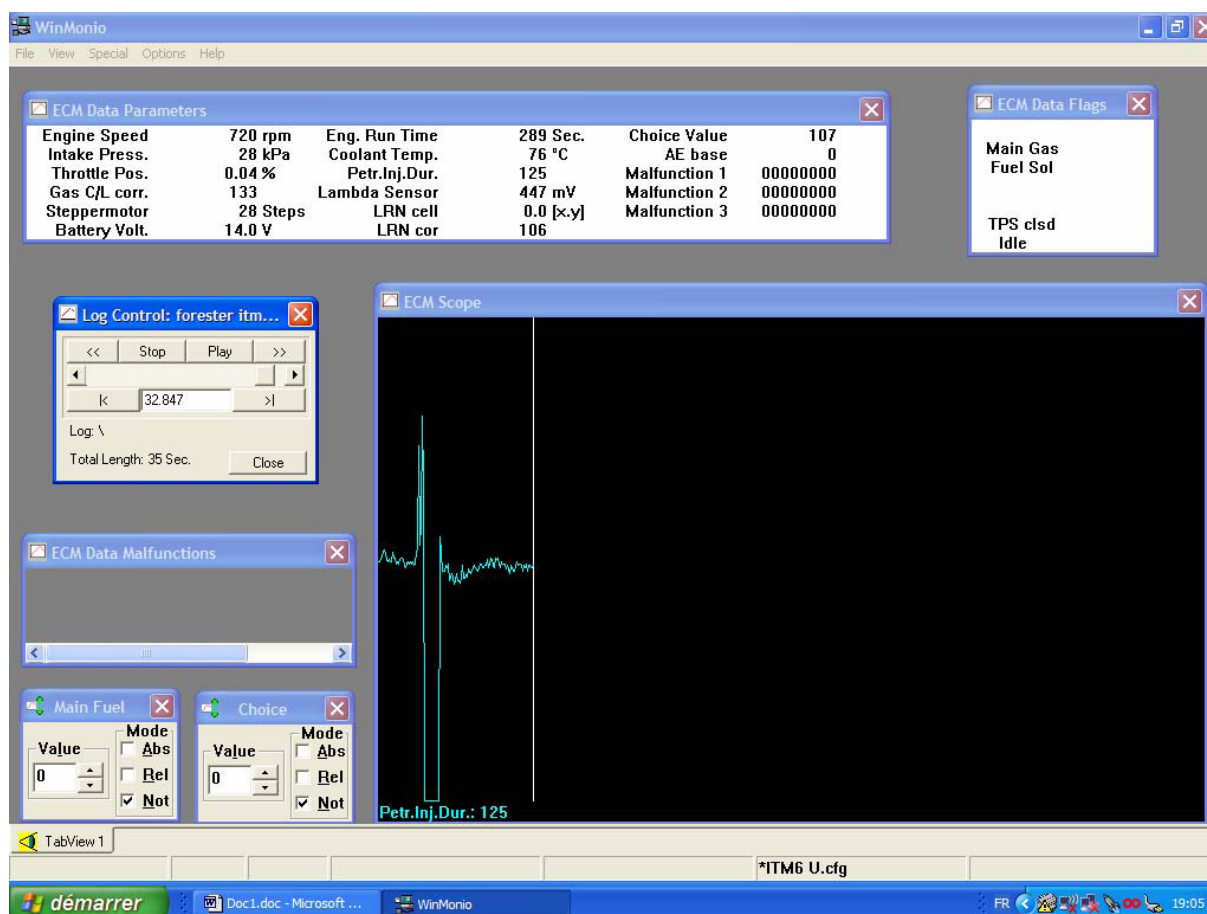 WinMonio
File View Special Options Help
ECM Data Parameters
Engine Speed 720 rpm Eng. Run Time 289 Sec. Choice Value 107
Intake Press. 28 kPa Coolant Temp. 76 °C AE base 0
Throttle Pos. 0.04 % Petr.Inj.Dur. 125 Malfunction 1 00000000
Gas C/L corr. 133 Lambda Sensor 447 mV Malfunction 2 00000000
Steppermotor 28 Steps LRN cell 0.0 [x.y] Malfunction 3 00000000
Battery Volt. 14.0 V LRN cor 106
ECM Data Flags
Main Gas
Fuel Sol
TPS clsd
Idle
Log Control: forester itm...
<< Stop Play >>
|< 32.847 >|
Log: \
Total Length: 35 Sec. Close
ECM Scope
Petr.Inj.Dur.: 125
ECM Data Malfunctions
Main Fuel
Mode
Value Abs
0 Rel
Not
Choice
Mode
Value Abs
0 Rel
Not
TabView 1
*ITM6 U.cfg
démarrer Doc1.doc - Microsoft ... WinMonio FR 19:05